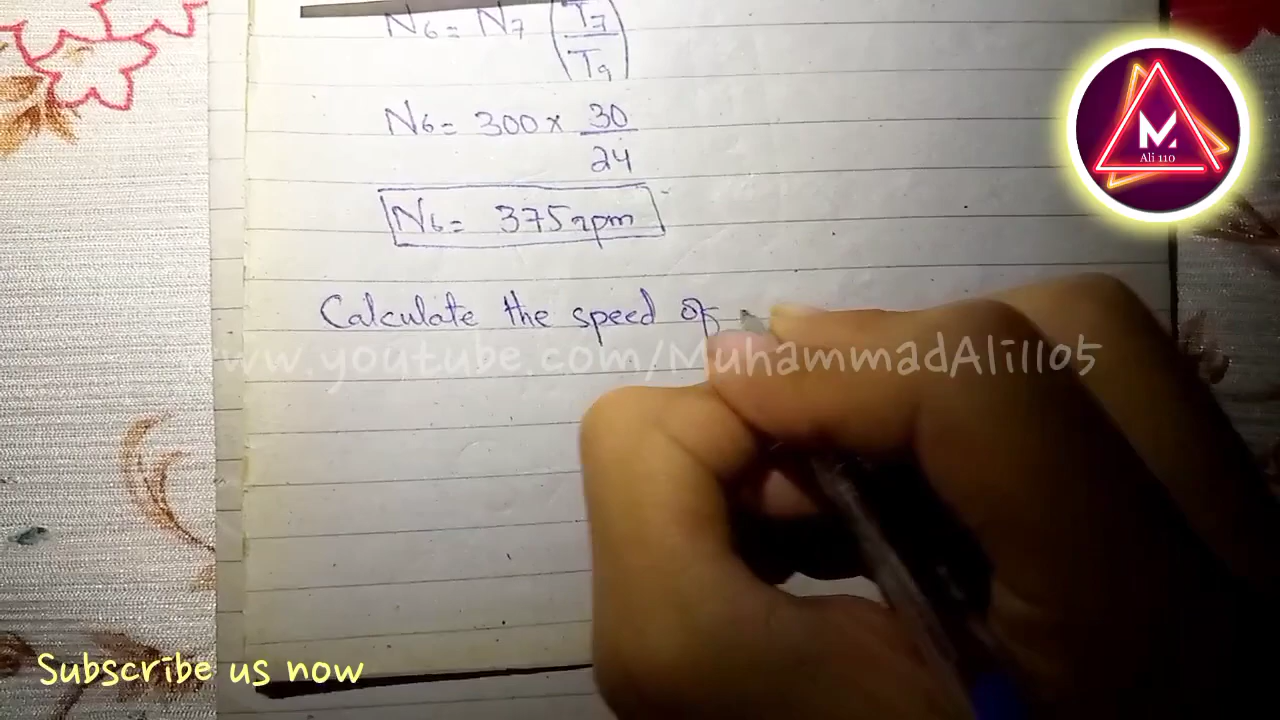 N6 = N7 (T7/T9)
N6 = 300 × 30/24
N6 = 375 rpm
Calculate the speed of
www.youtube.com/MuhammadAli1105
M
Ali 110
Subscribe us now